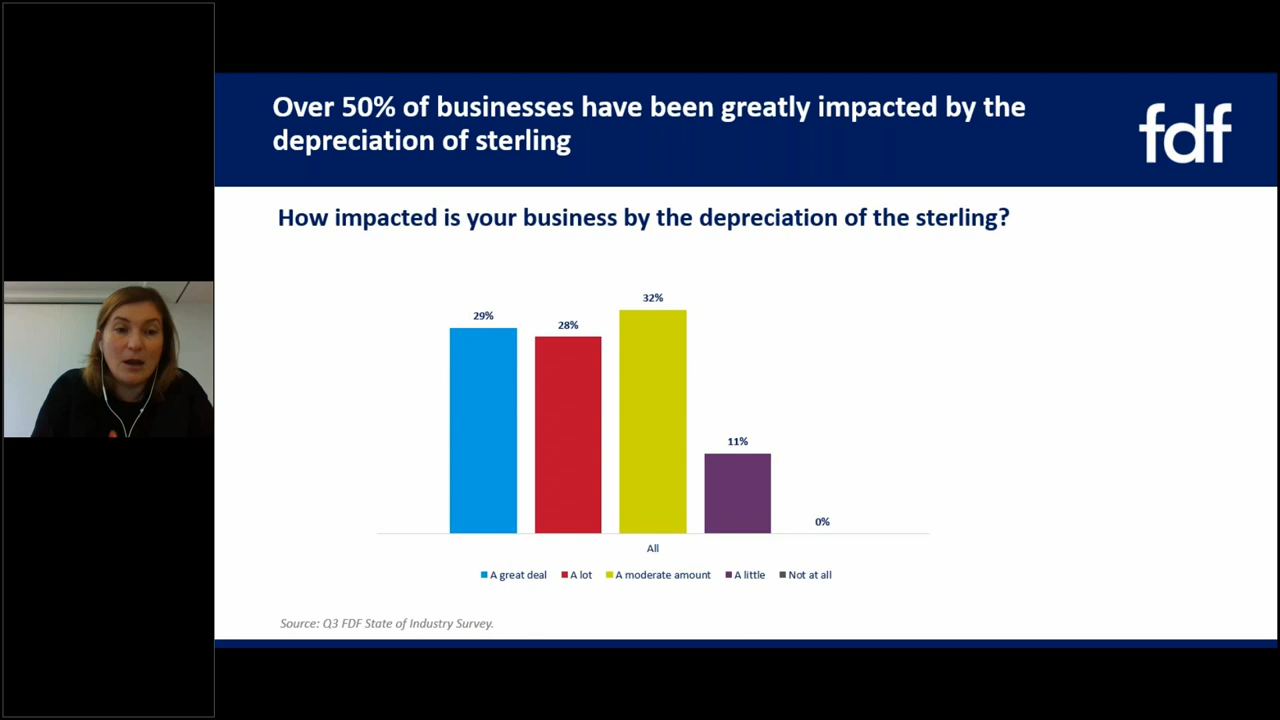 Over 50% of businesses have been greatly impacted by the
depreciation of sterling
fdf
How impacted is your business by the depreciation of the sterling?
29%
28%
32%
11%
0%
All
A great deal
A lot
A moderate amount
A little
Not at all
Source: Q3 FDF State of Industry Survey.